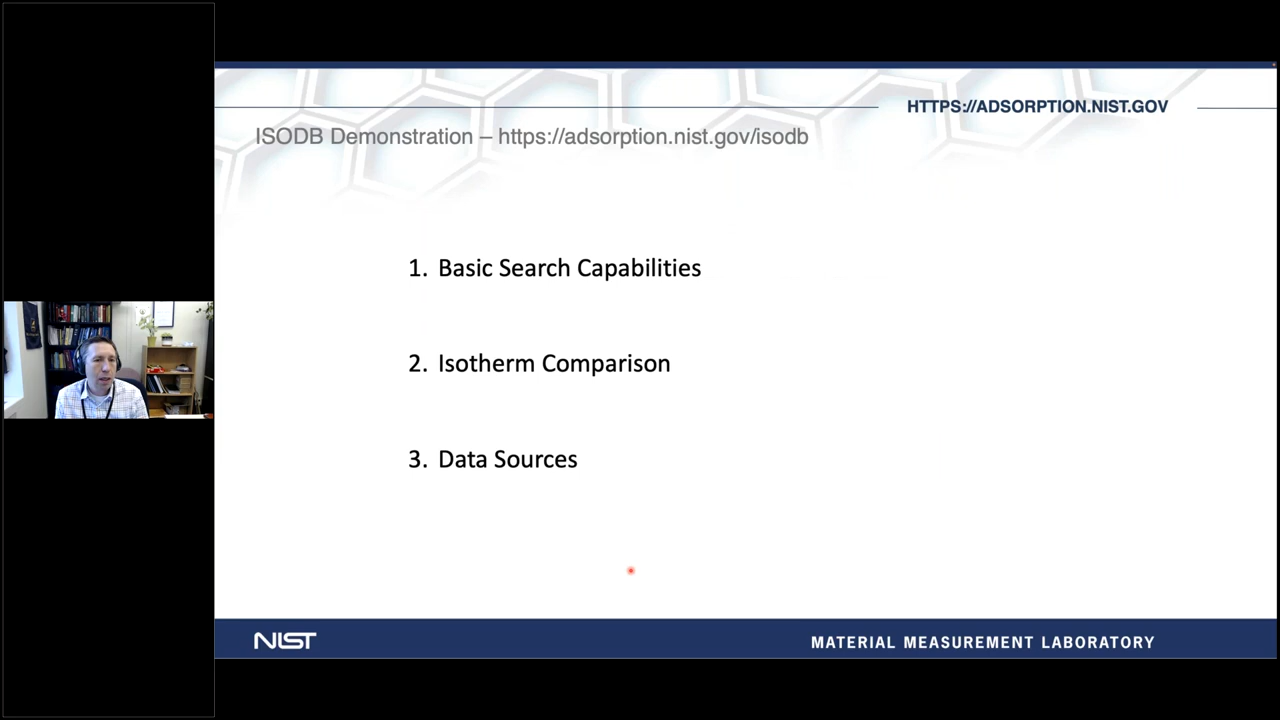 HTTPS://ADSORPTION.NIST.GOV
ISODB Demonstration – https://adsorption.nist.gov/isodb
1. Basic Search Capabilities
2. Isotherm Comparison
3. Data Sources
NIST
MATERIAL MEASUREMENT LABORATORY